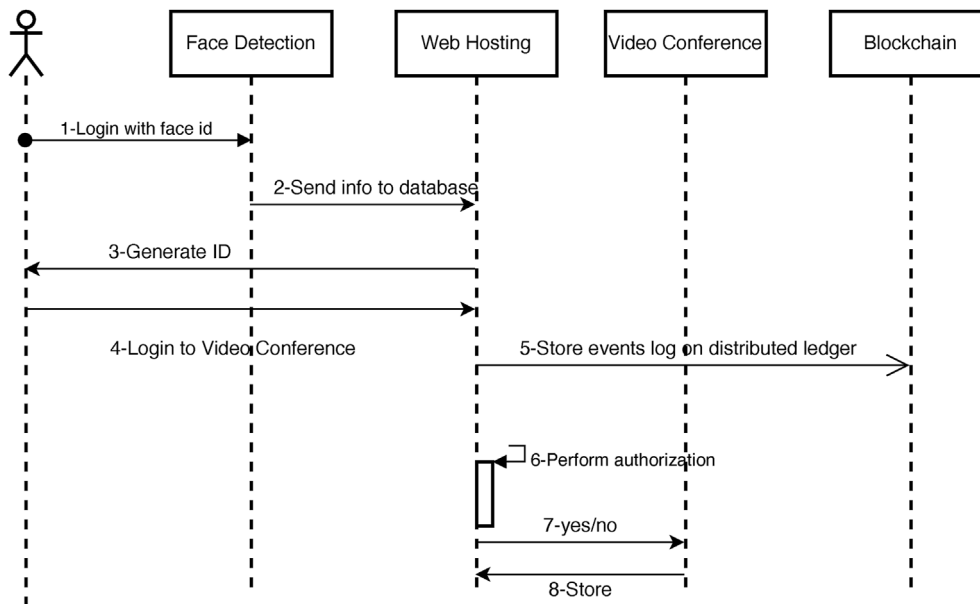 Face Detection
Web Hosting
Video Conference
Blockchain
1-Login with face id
2-Send info to database
3-Generate ID
4-Login to Video Conference
5-Store events log on distributed ledger
6-Perform authorization
7-yes/no
8-Store